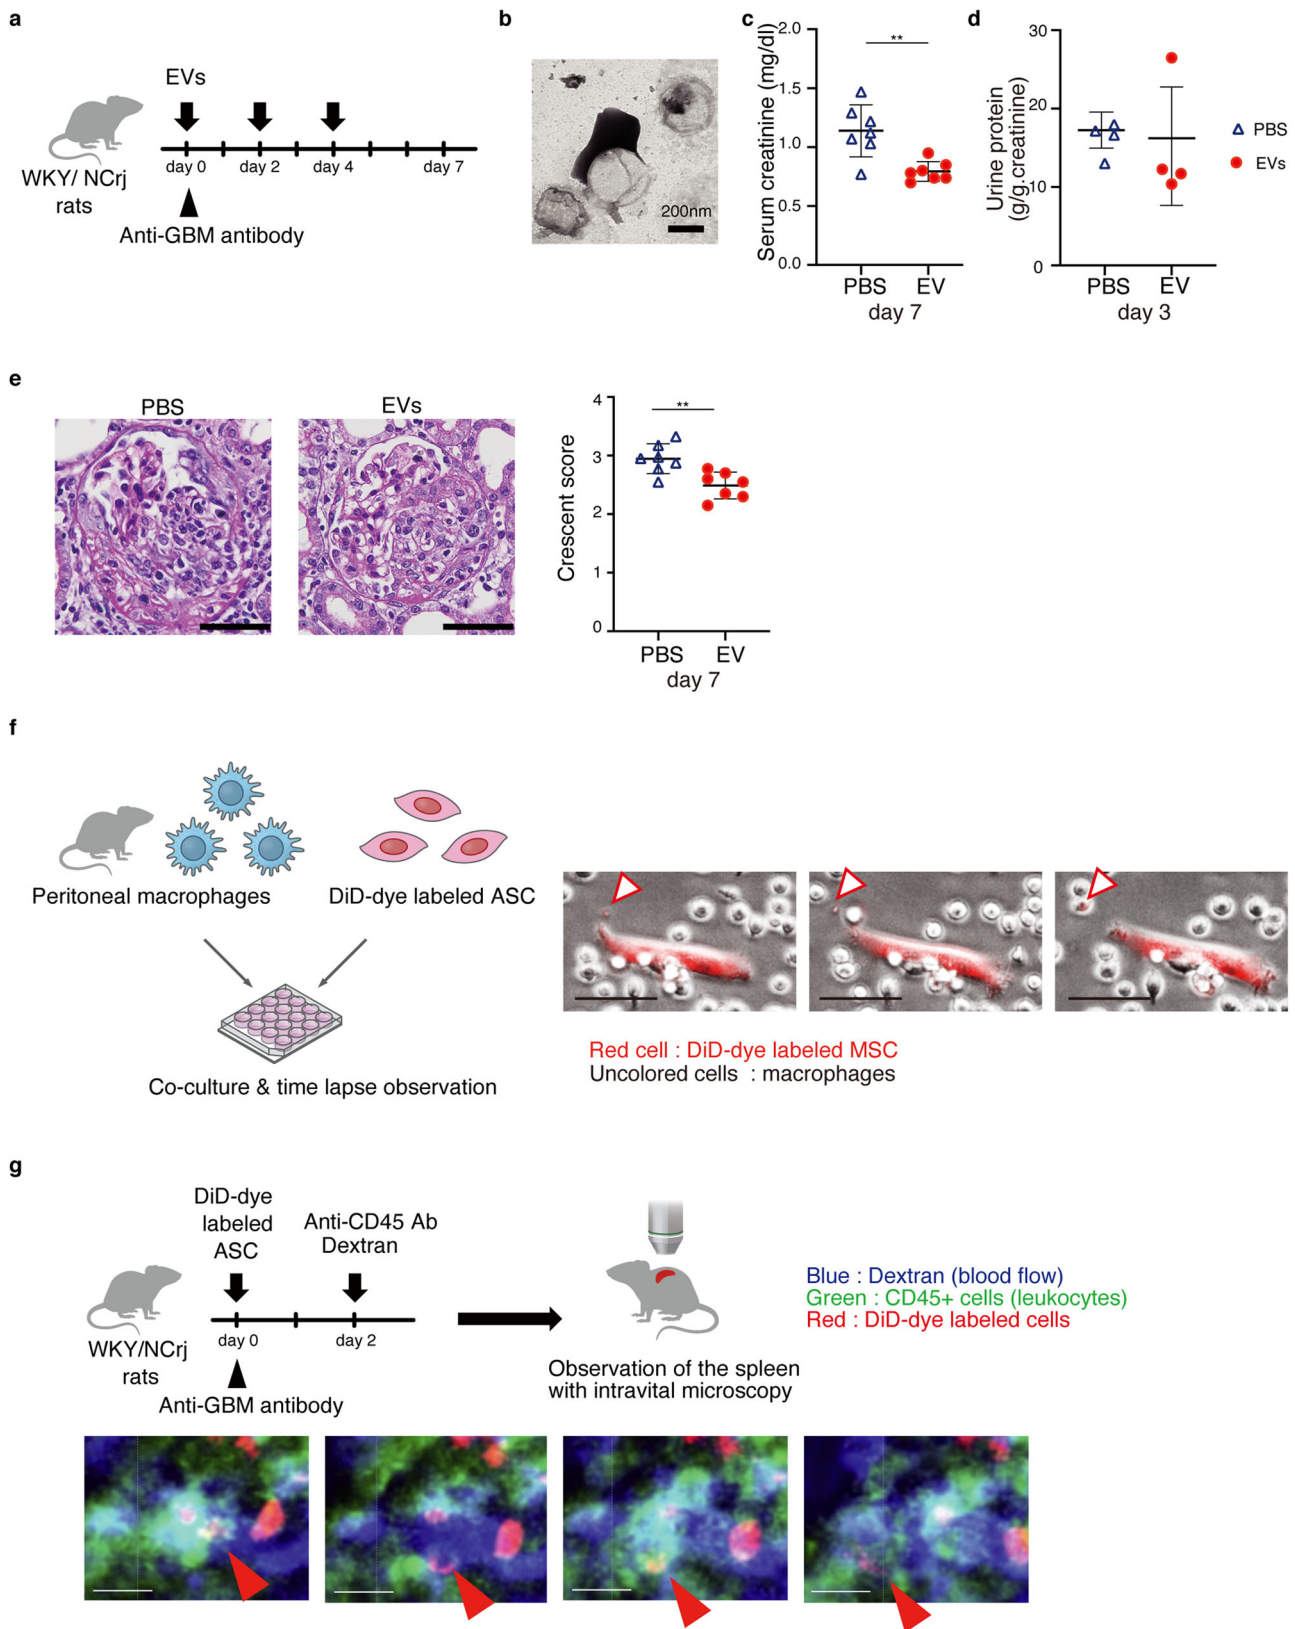 a
EVs
day 0
day 2
day 4
day 7
WKY/ NCrj
rats
Anti-GBM antibody
b
200nm
c
Serum creatinine (mg/dl)
2.0
1.5
1.0
0.5
0.0
**
PBS
EV
day 7
d
Urine protein
(g/g.creatinine)
30
20
10
0
PBS
EV
day 3
PBS
EVs
e
PBS
EVs
Crescent score
4
3
2
1
0
**
PBS
EV
day 7
f
Peritoneal macrophages
DiD-dye labeled ASC
Co-culture & time lapse observation
Red cell : DiD-dye labeled MSC
Uncolored cells : macrophages
g
DiD-dye
labeled
ASC
Anti-CD45 Ab
Dextran
day 0
day 2
WKY/NCrj
rats
Anti-GBM antibody
Observation of the spleen
with intravital microscopy
Blue : Dextran (blood flow)
Green : CD45+ cells (leukocytes)
Red : DiD-dye labeled cells